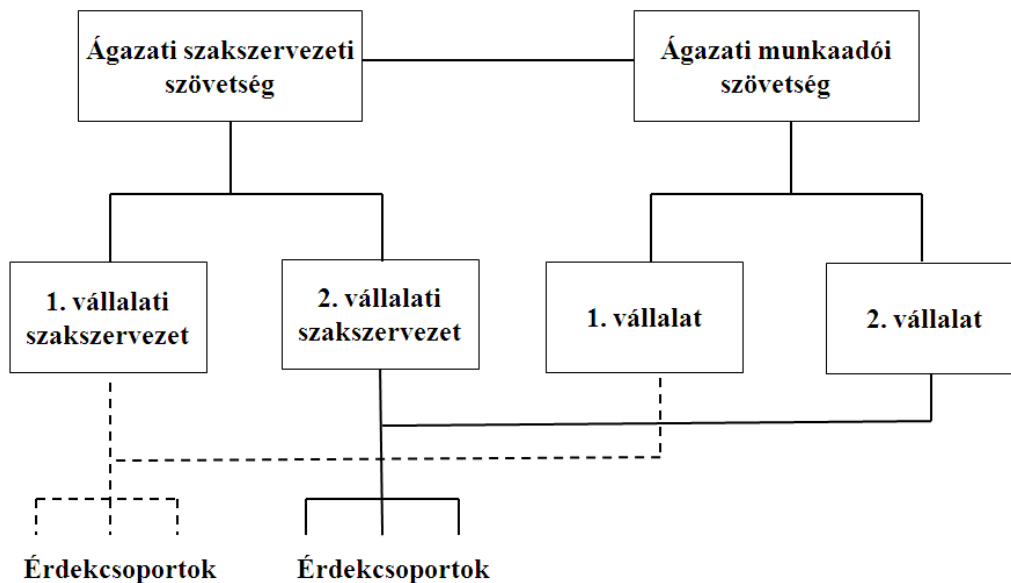 Ágazati szakszervezeti
szövetség
Ágazati munkaadói
szövetség
1. vállalati
szakszervezet
2. vállalati
szakszervezet
1. vállalat
2. vállalat
Érdekcsoportok
Érdekcsoportok